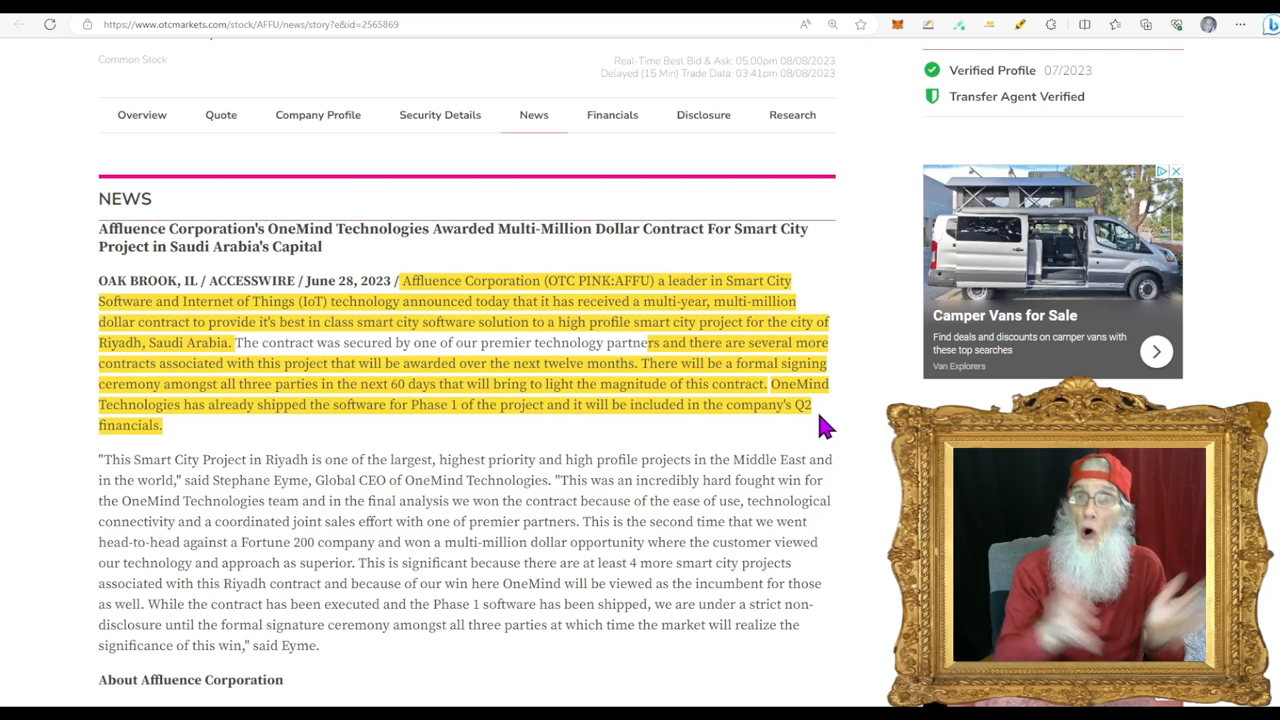 https://www.otcmarkets.com/stock/AFFU/news/story?e&id=2565869
Common Stock
Real-Time Best Bid & Ask: 05:00pm 08/08/2023
Delayed (15 Min) Trade Data: 03:41pm 08/08/2023
Overview Quote Company Profile Security Details News Financials Disclosure Research
NEWS
Affluence Corporation's OneMind Technologies Awarded Multi-Million Dollar Contract For Smart City
Project in Saudi Arabia's Capital
OAK BROOK, IL / ACCESSWIRE / June 28, 2023 / Affluence Corporation (OTC PINK:AFFU) a leader in Smart City
Software and Internet of Things (IoT) technology announced today that it has received a multi-year, multi-million
dollar contract to provide it's best in class smart city software solution to a high profile smart city project for the city of
Riyadh, Saudi Arabia. The contract was secured by one of our premier technology partners and there are several more
contracts associated with this project that will be awarded over the next twelve months. There will be a formal signing
ceremony amongst all three parties in the next 60 days that will bring to light the magnitude of this contract. OneMind
Technologies has already shipped the software for Phase 1 of the project and it will be included in the company's Q2
financials.
"This Smart City Project in Riyadh is one of the largest, highest priority and high profile projects in the Middle East and
in the world," said Stephane Eyme, Global CEO of OneMind Technologies. "This was an incredibly hard fought win for
the OneMind Technologies team and in the final analysis we won the contract because of the ease of use, technological
connectivity and a coordinated joint sales effort with one of premier partners. This is the second time that we went
head-to-head against a Fortune 200 company and won a multi-million dollar opportunity where the customer viewed
our technology and approach as superior. This is significant because there are at least 4 more smart city projects
associated with this Riyadh contract and because of our win here OneMind will be viewed as the incumbent for those
as well. While the contract has been executed and the Phase 1 software has been shipped, we are under a strict non-
disclosure until the formal signature ceremony amongst all three parties at which time the market will realize the
significance of this win," said Eyme.
About Affluence Corporation
Verified Profile 07/2023
Transfer Agent Verified
Camper Vans for Sale
Find deals and discounts on camper vans with
these top searches
Van Explorers